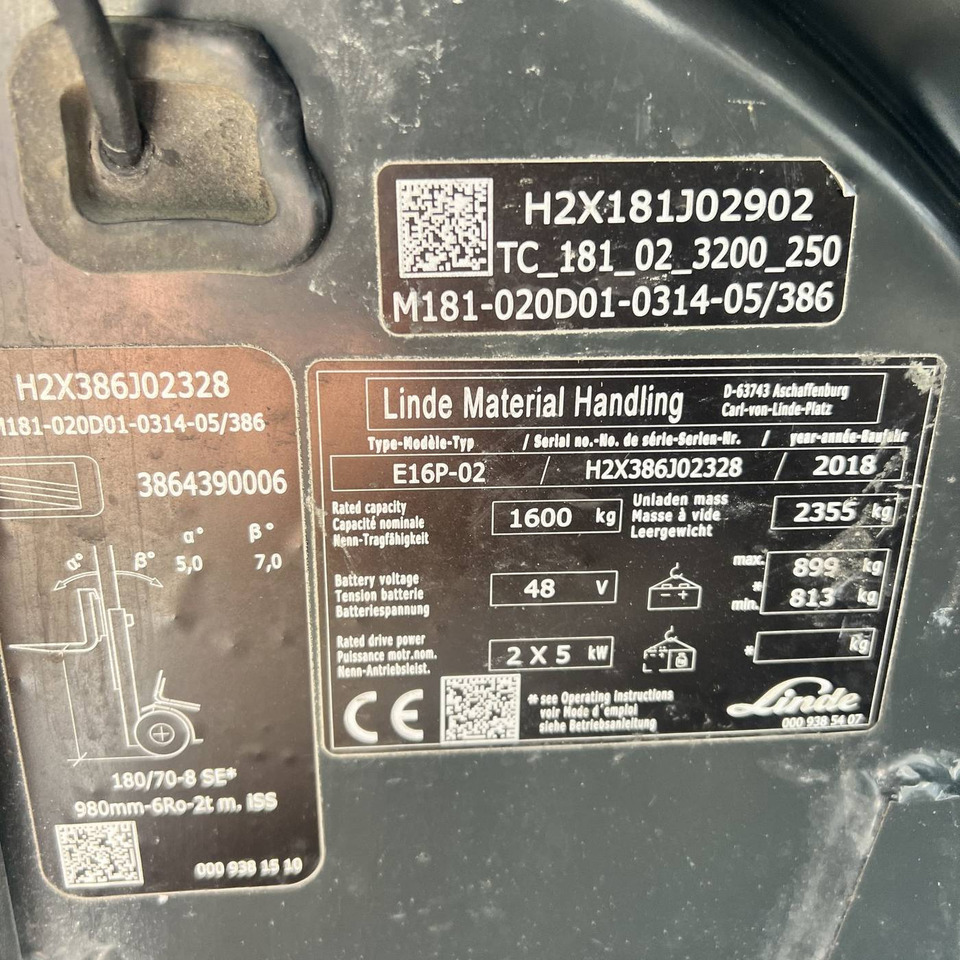 H2X181J02902
TC_181_02_3200_250
M181-020D01-0314-05/386
H2X386J02328
M181-020D01-0314-05/386
3864390006
α° β°
α° β° 5,0 7,0
180/70-8 SE*
980mm-6Ro-2t m, iSS
000 938 15 10
Linde Material Handling
D-63743 Aschaffenburg
Carl-von-Linde-Platz
Type-Modèle-Typ / Serial no.-No. de série-Serien-Nr. / year-année-Baujahr
E16P-02 / H2X386J02328 / 2018
Rated capacity
Capacité nominale
Nenn-Tragfähigkeit
1600 kg
Unladen mass
Masse à vide
Leergewicht
2355 kg
Battery voltage
Tension batterie
Batteriespannung
48 V
max. 899 kg
*
min. 813 kg
Rated drive power
Puissance motr.nom.
Nenn-Antriebsleist.
2 X 5 kW
* kg
CE
* see Operating Instructions
voir Mode d'emploi
siehe Betriebsanleitung
Linde
000 938 54 07